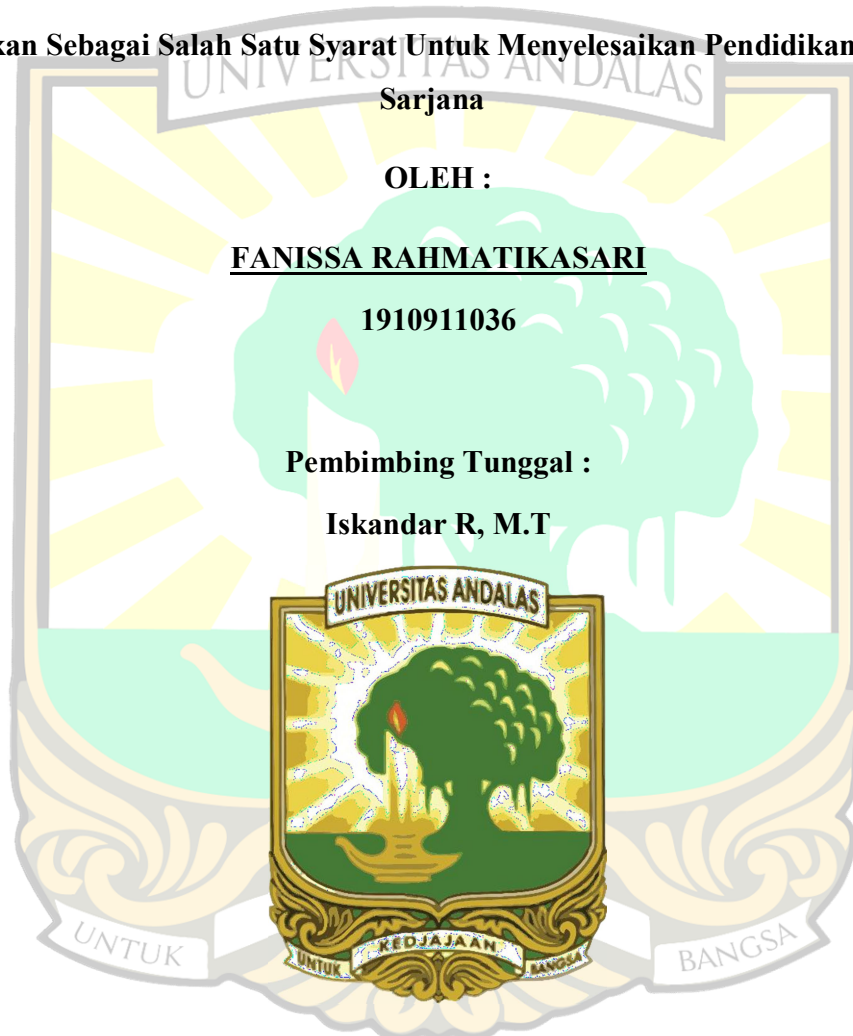 kan Sebagai Salah Satu Syarat Untuk Menyelesaikan Pendidikan
UNIVERSITAS ANDALAS
Sarjana
OLEH :
FANISSA RAHMATIKASARI
1910911036
Pembimbing Tunggal :
Iskandar R, M.T
UNIVERSITAS ANDALAS
UNTUK KEDJAJAAN BANGSA
UNTUK BANGSA